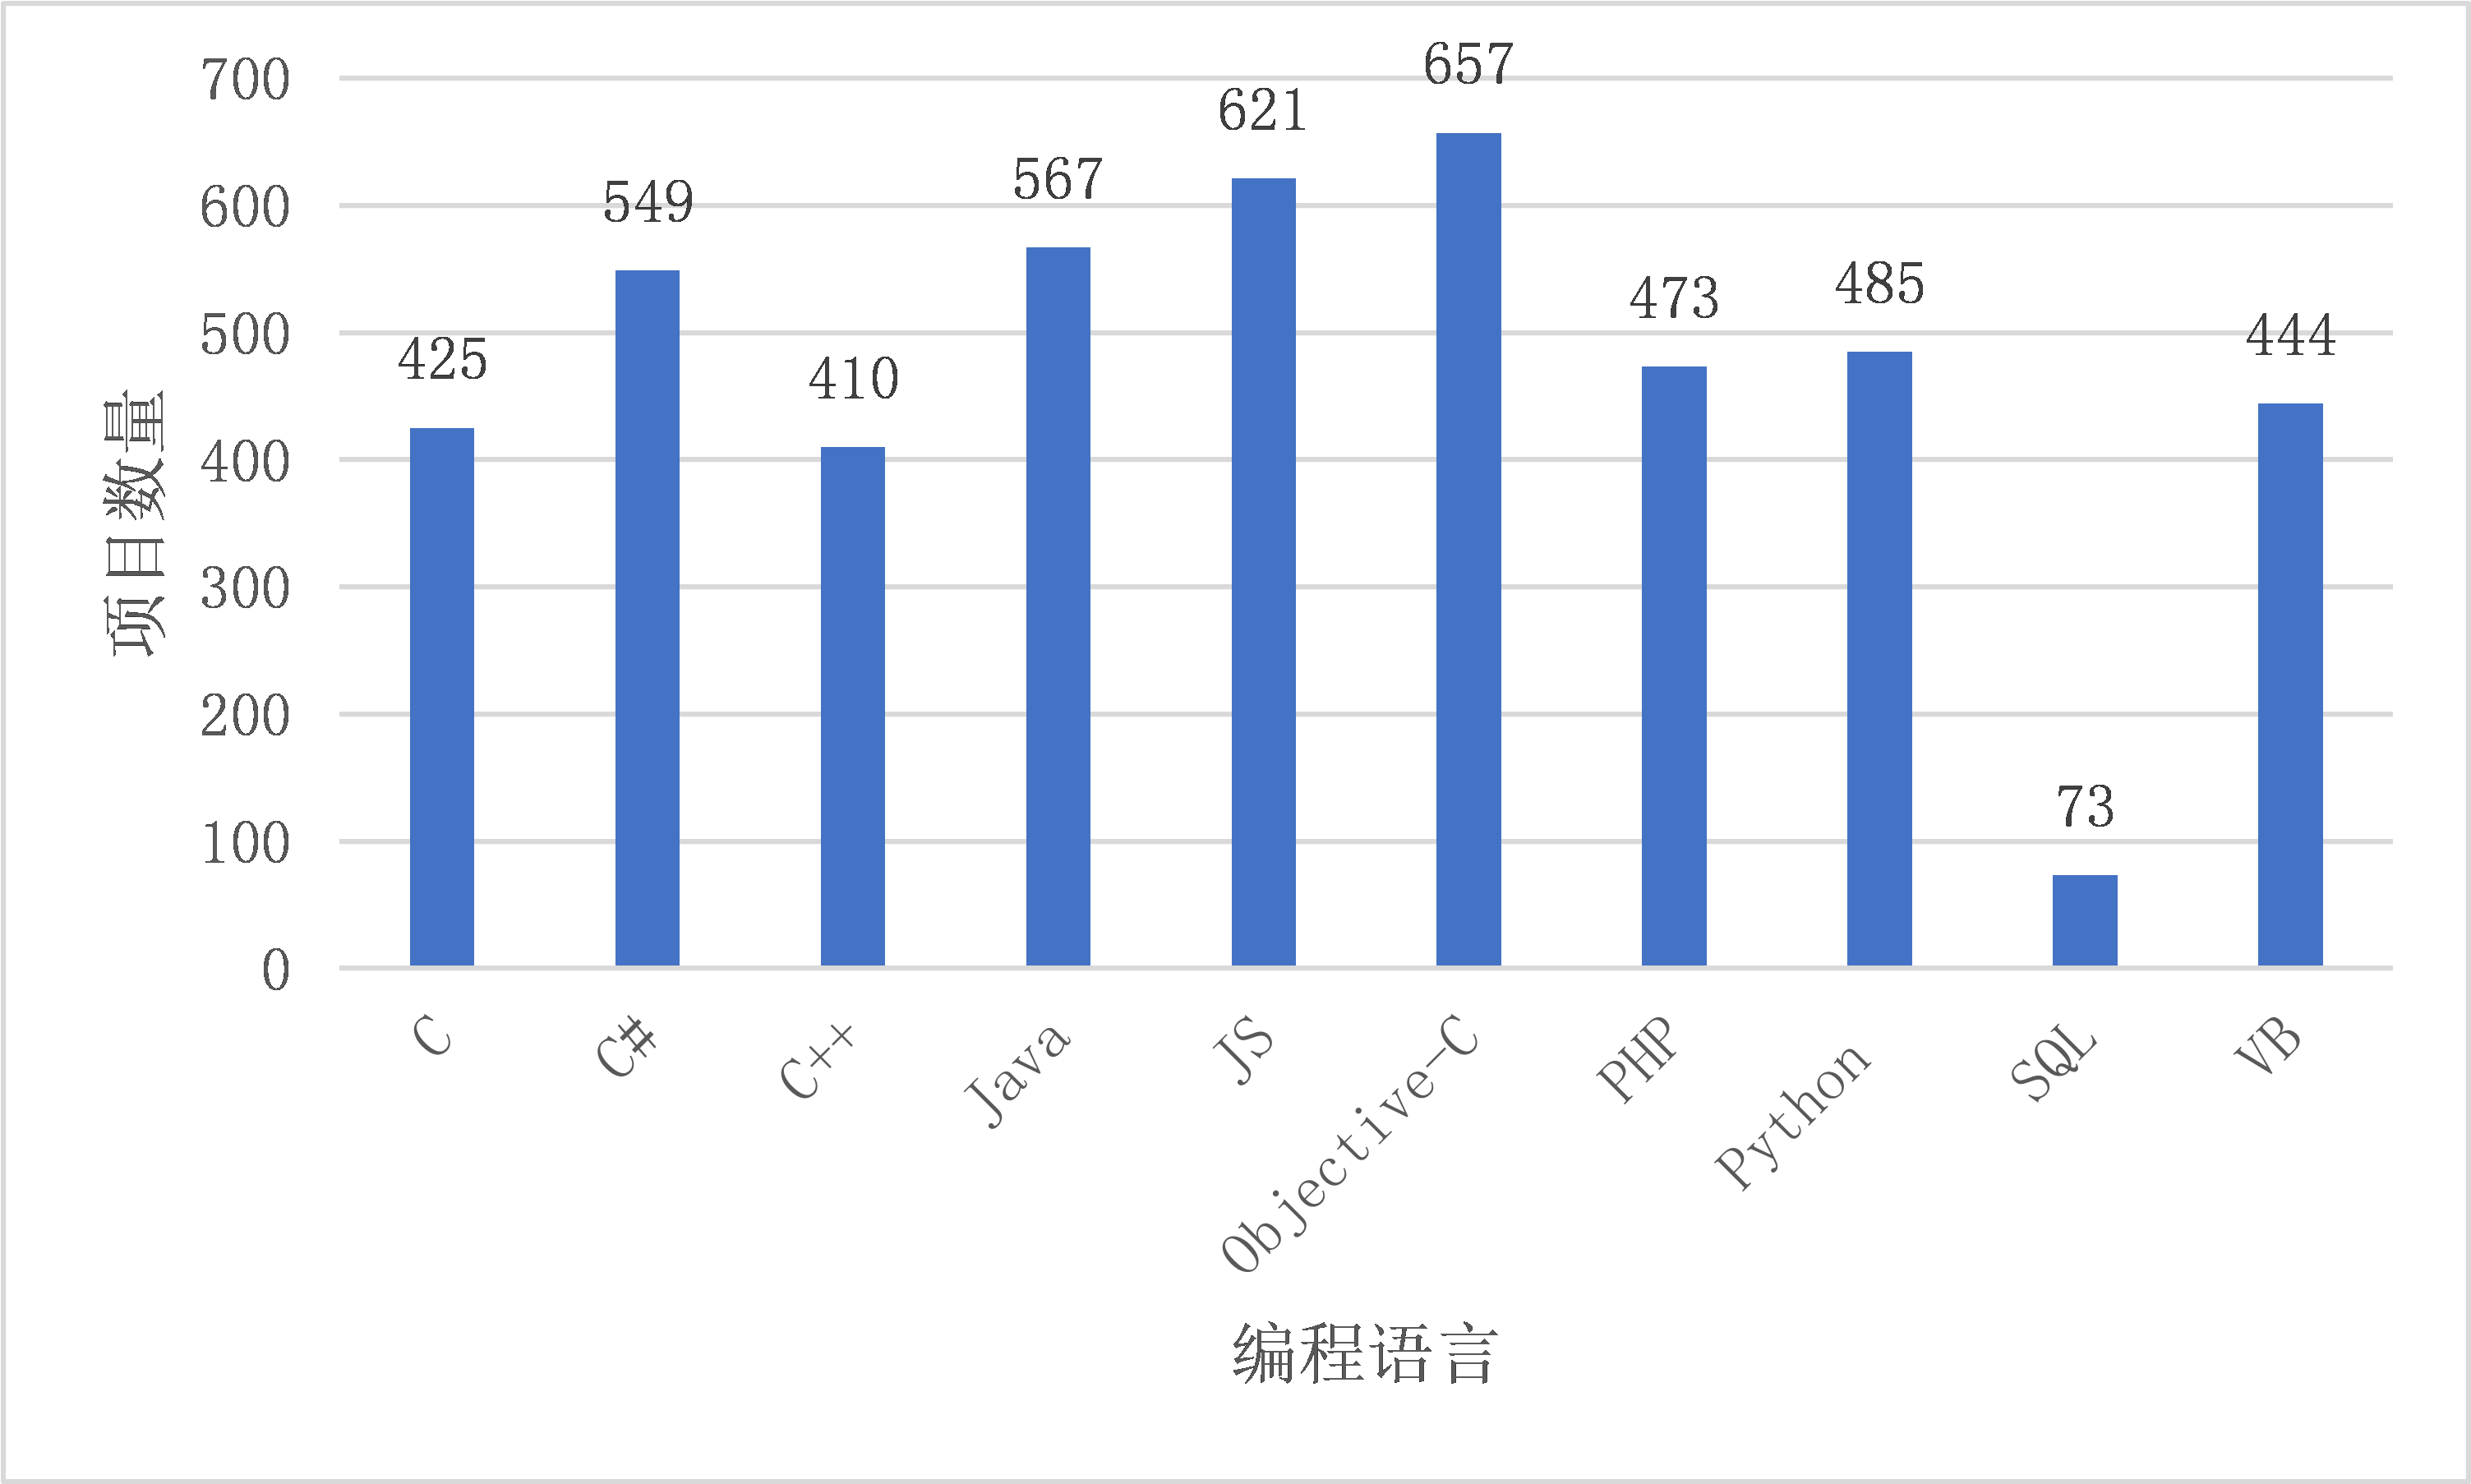 700
600
500
400
300
200
100
0
项目数量
425
549
410
567
621
657
473
485
73
444
C
C#
C++
Java
JS
Objective-C
PHP
Python
SQL
VB
编程语言